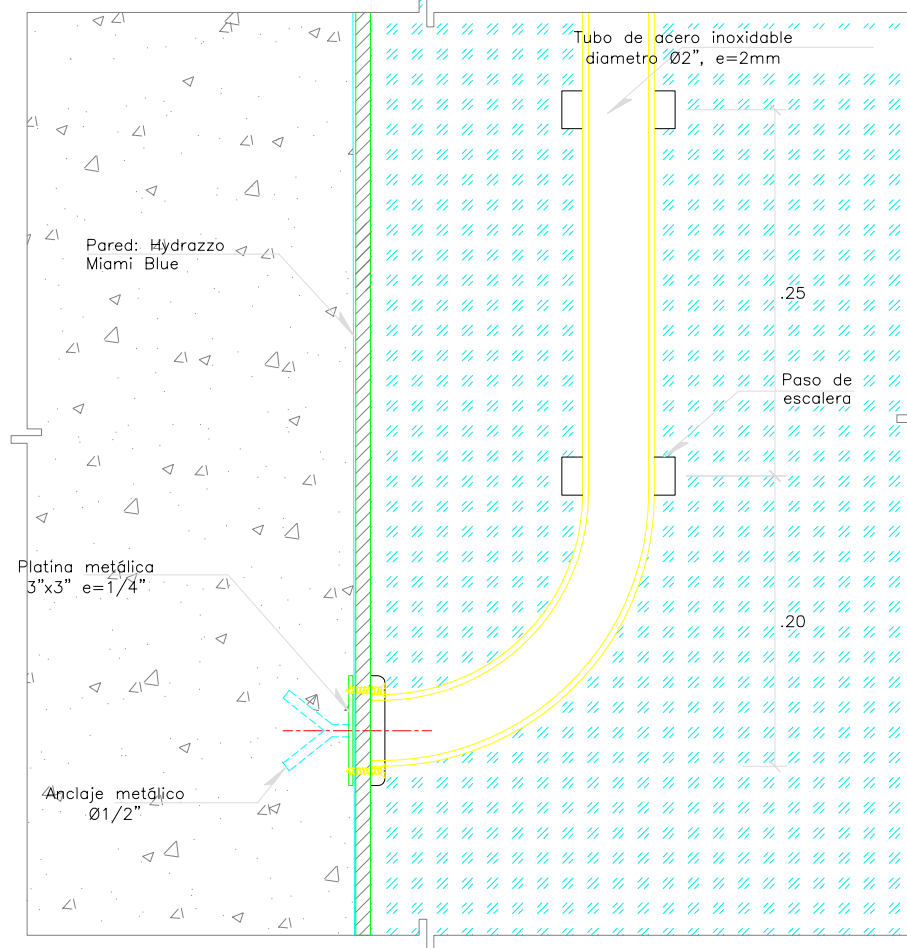 Tubo de acero inoxidable
diametro Ø2", e=2mm
Pared: Hydrazzo
Miami Blue
.25
Paso de
escalera
Platina metálica
3"x3" e=1/4"
.20
Anclaje metálico
Ø1/2"